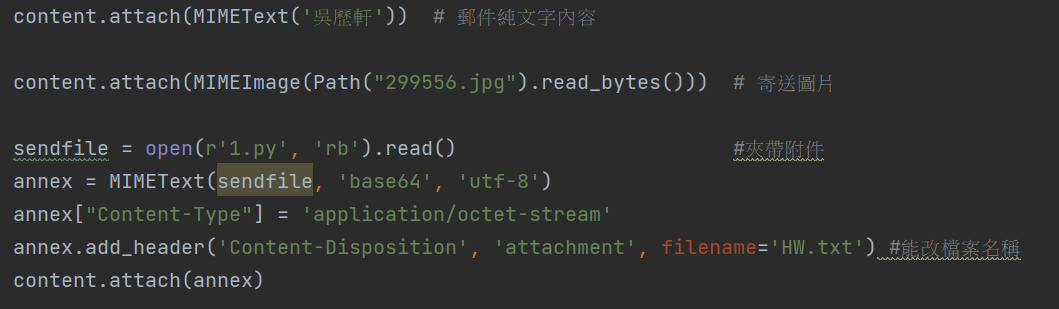 content.attach(MIMEText('吳歷軒'))  # 郵件純文字內容
content.attach(MIMEImage(Path("299556.jpg").read_bytes()))  # 寄送圖片
sendfile = open(r'1.py', 'rb').read()                       #夾帶附件
annex = MIMEText(sendfile, 'base64', 'utf-8')
annex["Content-Type"] = 'application/octet-stream'
annex.add_header('Content-Disposition', 'attachment', filename='HW.txt') #能改檔案名稱
content.attach(annex)